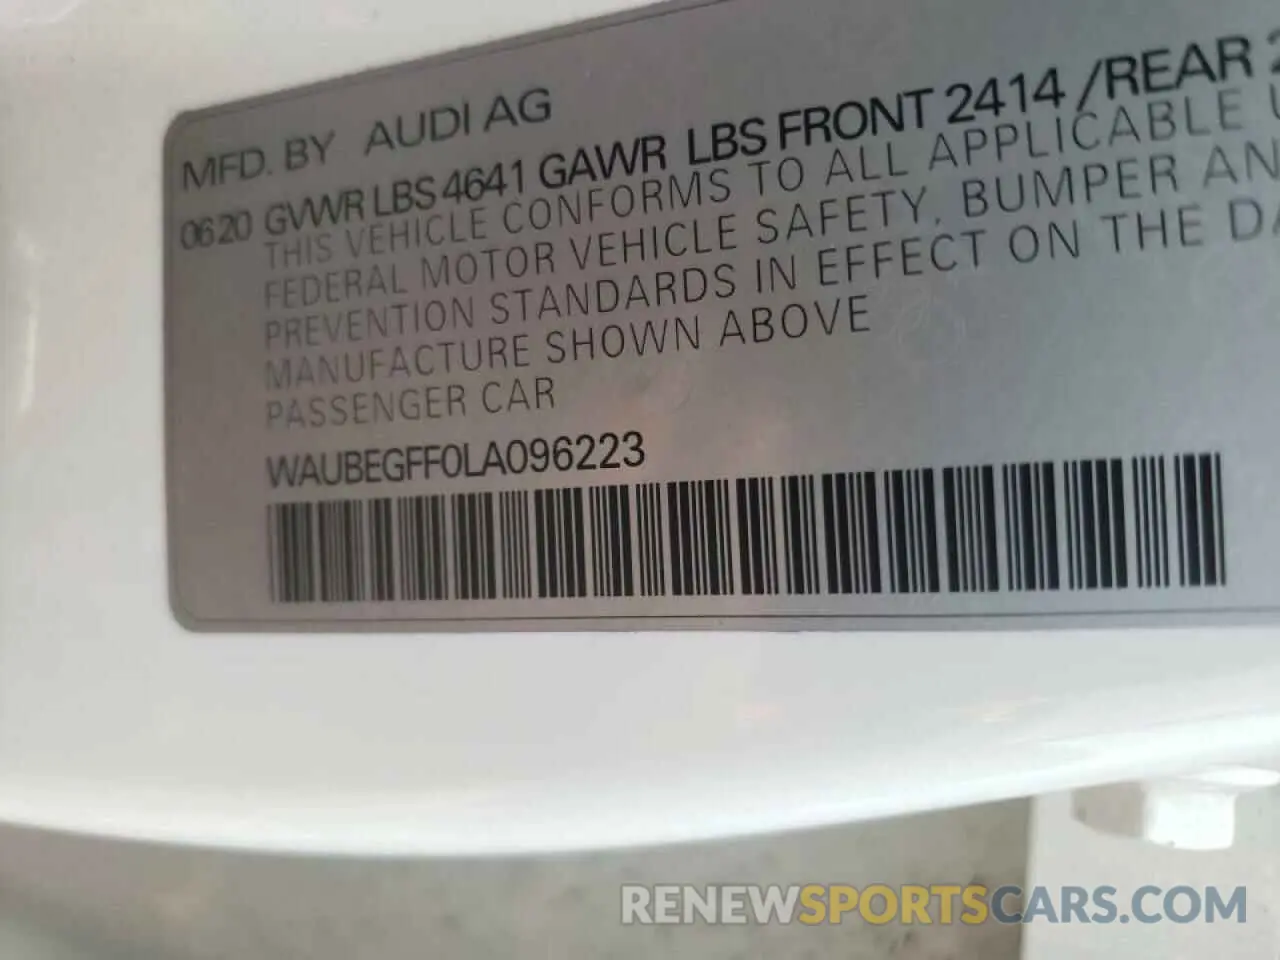 MFD. BY AUDI AG
0620 GVWR LBS 4641 GAWR LBS FRONT 2414 /REAR 2
THIS VEHICLE CONFORMS TO ALL APPLICABLE
FEDERAL MOTOR VEHICLE SAFETY, BUMPER AN
PREVENTION STANDARDS IN EFFECT ON THE DA
MANUFACTURE SHOWN ABOVE
PASSENGER CAR
WAUBEGFF0LA096223
RENEWSPORTSCARS.COM